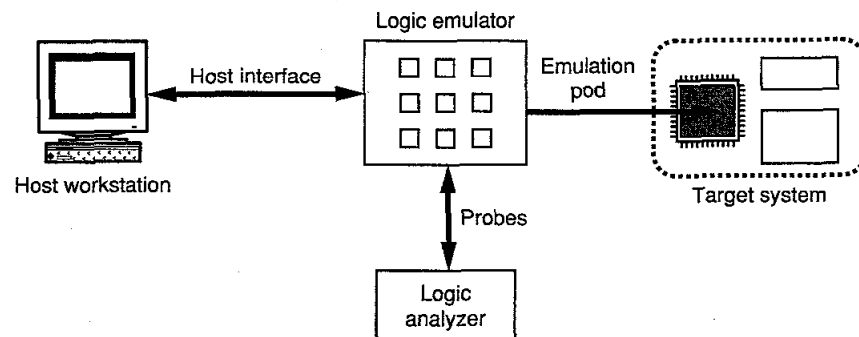 Logic emulator
Host interface
Emulation
pod
Host workstation
Target system
Probes
Logic
analyzer